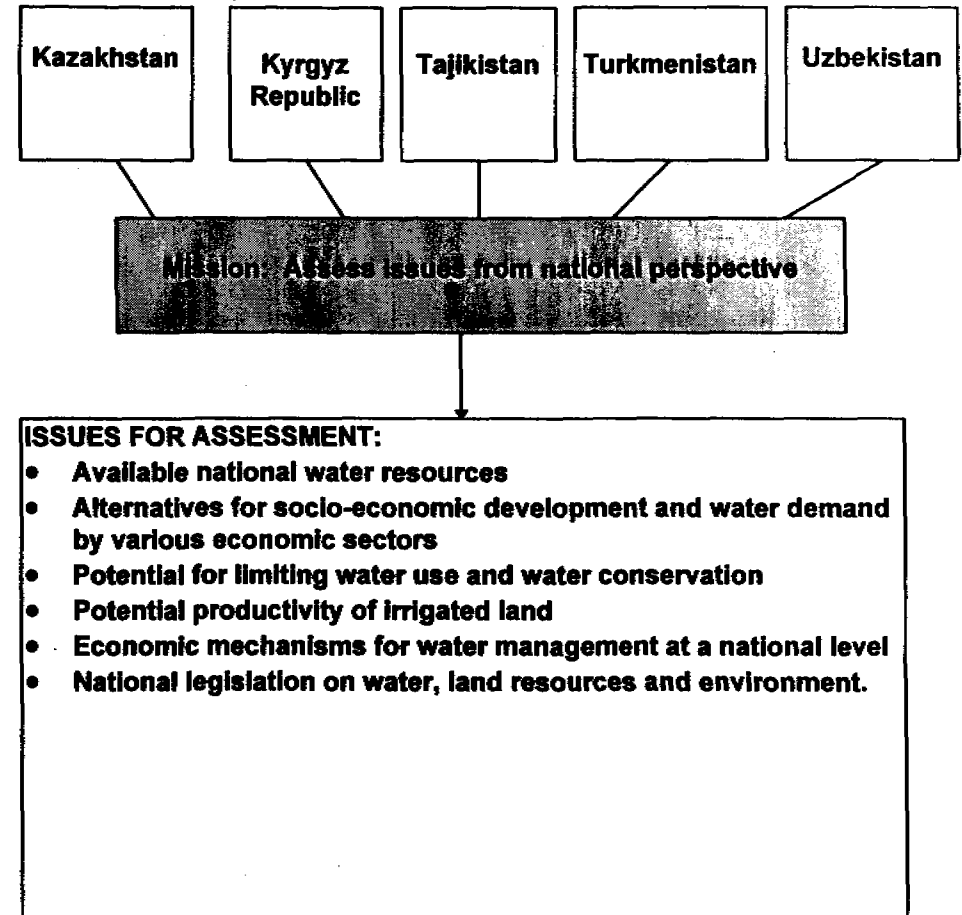 Kazakhstan
Kyrgyz
Republic
Tajikistan
Turkmenistan
Uzbekistan
Mission: Assess issues from national perspective
ISSUES FOR ASSESSMENT:
• Available national water resources
• Alternatives for socio-economic development and water demand
by various economic sectors
• Potential for limiting water use and water conservation
• Potential productivity of irrigated land
• Economic mechanisms for water management at a national level
• National legislation on water, land resources and environment.